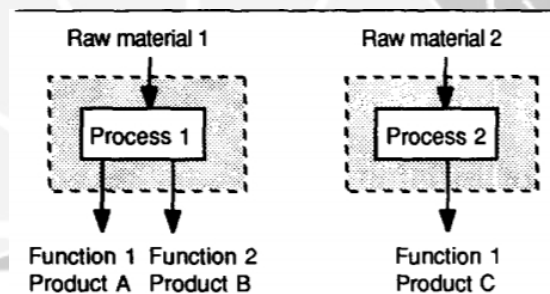 Raw material 1
Process 1
Function 1 Function 2
Product A Product B
Raw material 2
Process 2
Function 1
Product C